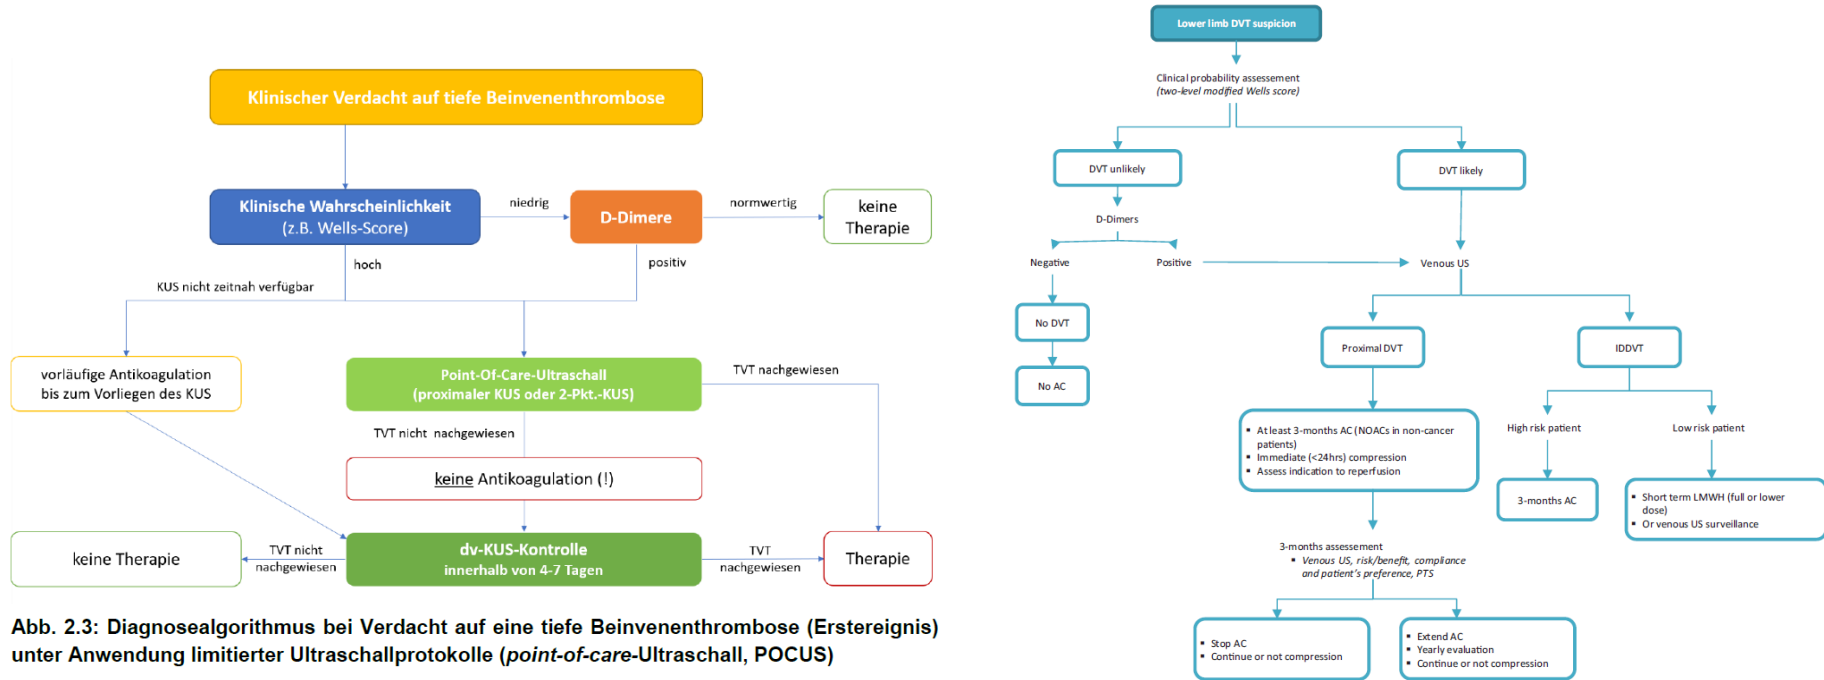 Klinischer Verdacht auf tiefe Beinvenenthrombose
Klinische Wahrscheinlichkeit
(z.B. Wells-Score)
niedrig
D-Dimere
normwertig
keine
Therapie
hoch
positiv
KUS nicht zeitnah verfügbar
vorläufige Antikoagulation
bis zum Vorliegen des KUS
Point-Of-Care-Ultraschall
(proximaler KUS oder 2-Pkt.-KUS)
TVT nachgewiesen
TVT nicht nachgewiesen
keine Antikoagulation (!)
keine Therapie
TVT nicht
nachgewiesen
dv-KUS-Kontrolle
innerhalb von 4-7 Tagen
TVT
nachgewiesen
Therapie
Abb. 2.3: Diagnosealgorithmus bei Verdacht auf eine tiefe Beinvenenthrombose (Erstereignis)
unter Anwendung limitierter Ultraschallprotokolle (point-of-care-Ultraschall, POCUS)
Lower limb DVT suspicion
Clinical probability assessement
(two-level modified Wells score)
DVT unlikely
DVT likely
D-Dimers
Negative
Positive
Venous US
No DVT
No AC
Proximal DVT
IDDVT
▪ At least 3-months AC (NOACs in non-cancer
patients)
▪ Immediate (<24hrs) compression
▪ Assess indication to reperfusion
High risk patient
Low risk patient
3-months AC
▪ Short term LMWH (full or lower
dose)
▪ Or venous US surveillance
3-months assessement
▪ Venous US, risk/benefit, compliance
and patient's preference, PTS
▪ Stop AC
▪ Continue or not compression
▪ Extend AC
▪ Yearly evaluation
▪ Continue or not compression